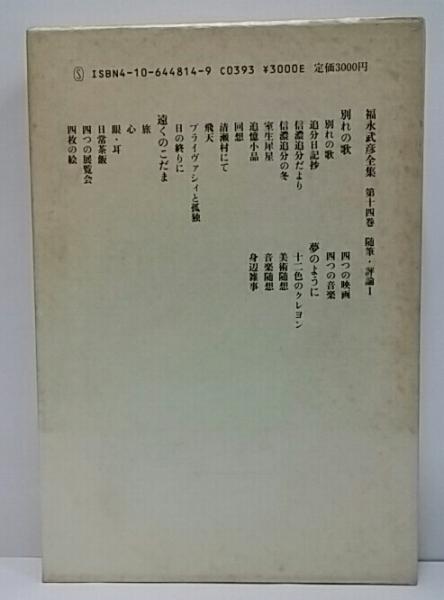 Ⓢ ISBN4-10-644814-9 C0393 ¥3000E 定価3000円
福永武彦全集 第十四巻 随筆・評論Ⅰ
別れの歌
別れの歌
追分日記抄
信濃追分だより
信濃追分の冬
室生犀星
追憶小品
回想
清瀬村にて
飛天
プライヴァシィと孤独
日の終りに
遠くのこだま
旅
心
眼・耳
日常茶飯
四つの展覧会
四枚の絵
四つの映画
四つの音楽
夢のように
十二色のクレヨン
美術随想
音楽随想
身辺雑事